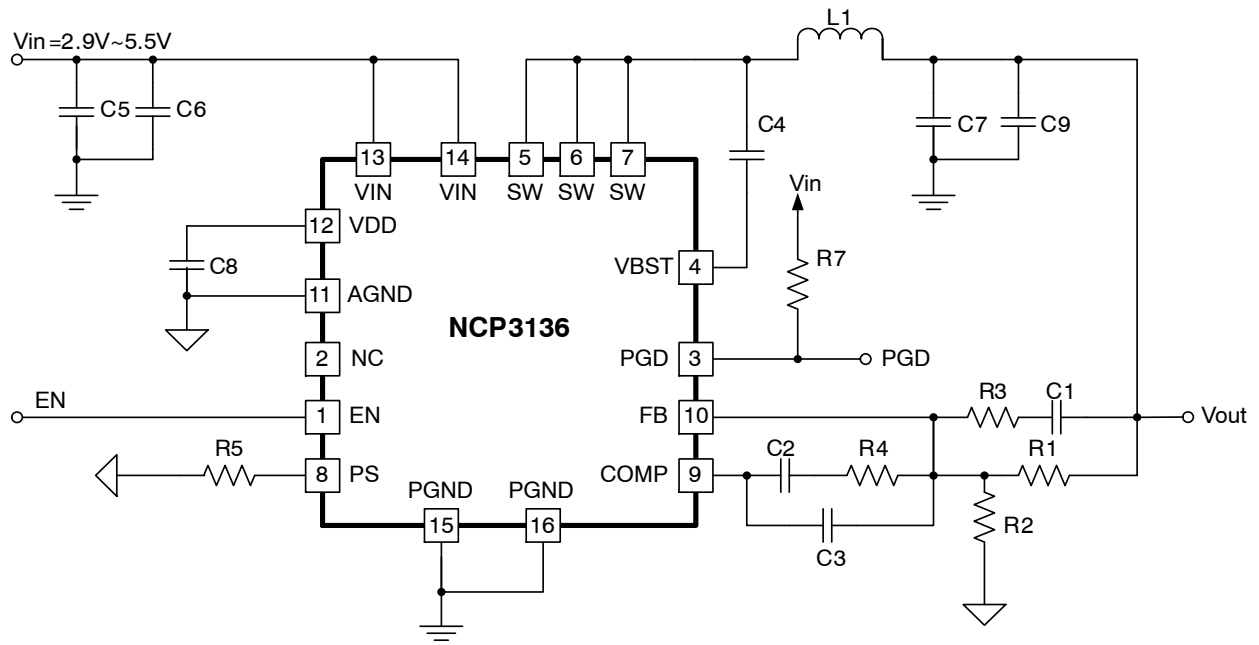 L1
Vin =2.9V~5.5V
C5
C6
C4
C7
C9
13
14
5
6
7
VIN
VIN
SW
SW
SW
Vin
12
VDD
C8
VBST
4
R7
11
AGND
NCP3136
2
NC
PGD
3
PGD
EN
1
EN
FB
10
R3
C1
Vout
R5
8
PS
COMP
9
C2
R4
R1
PGND
PGND
15
16
C3
R2